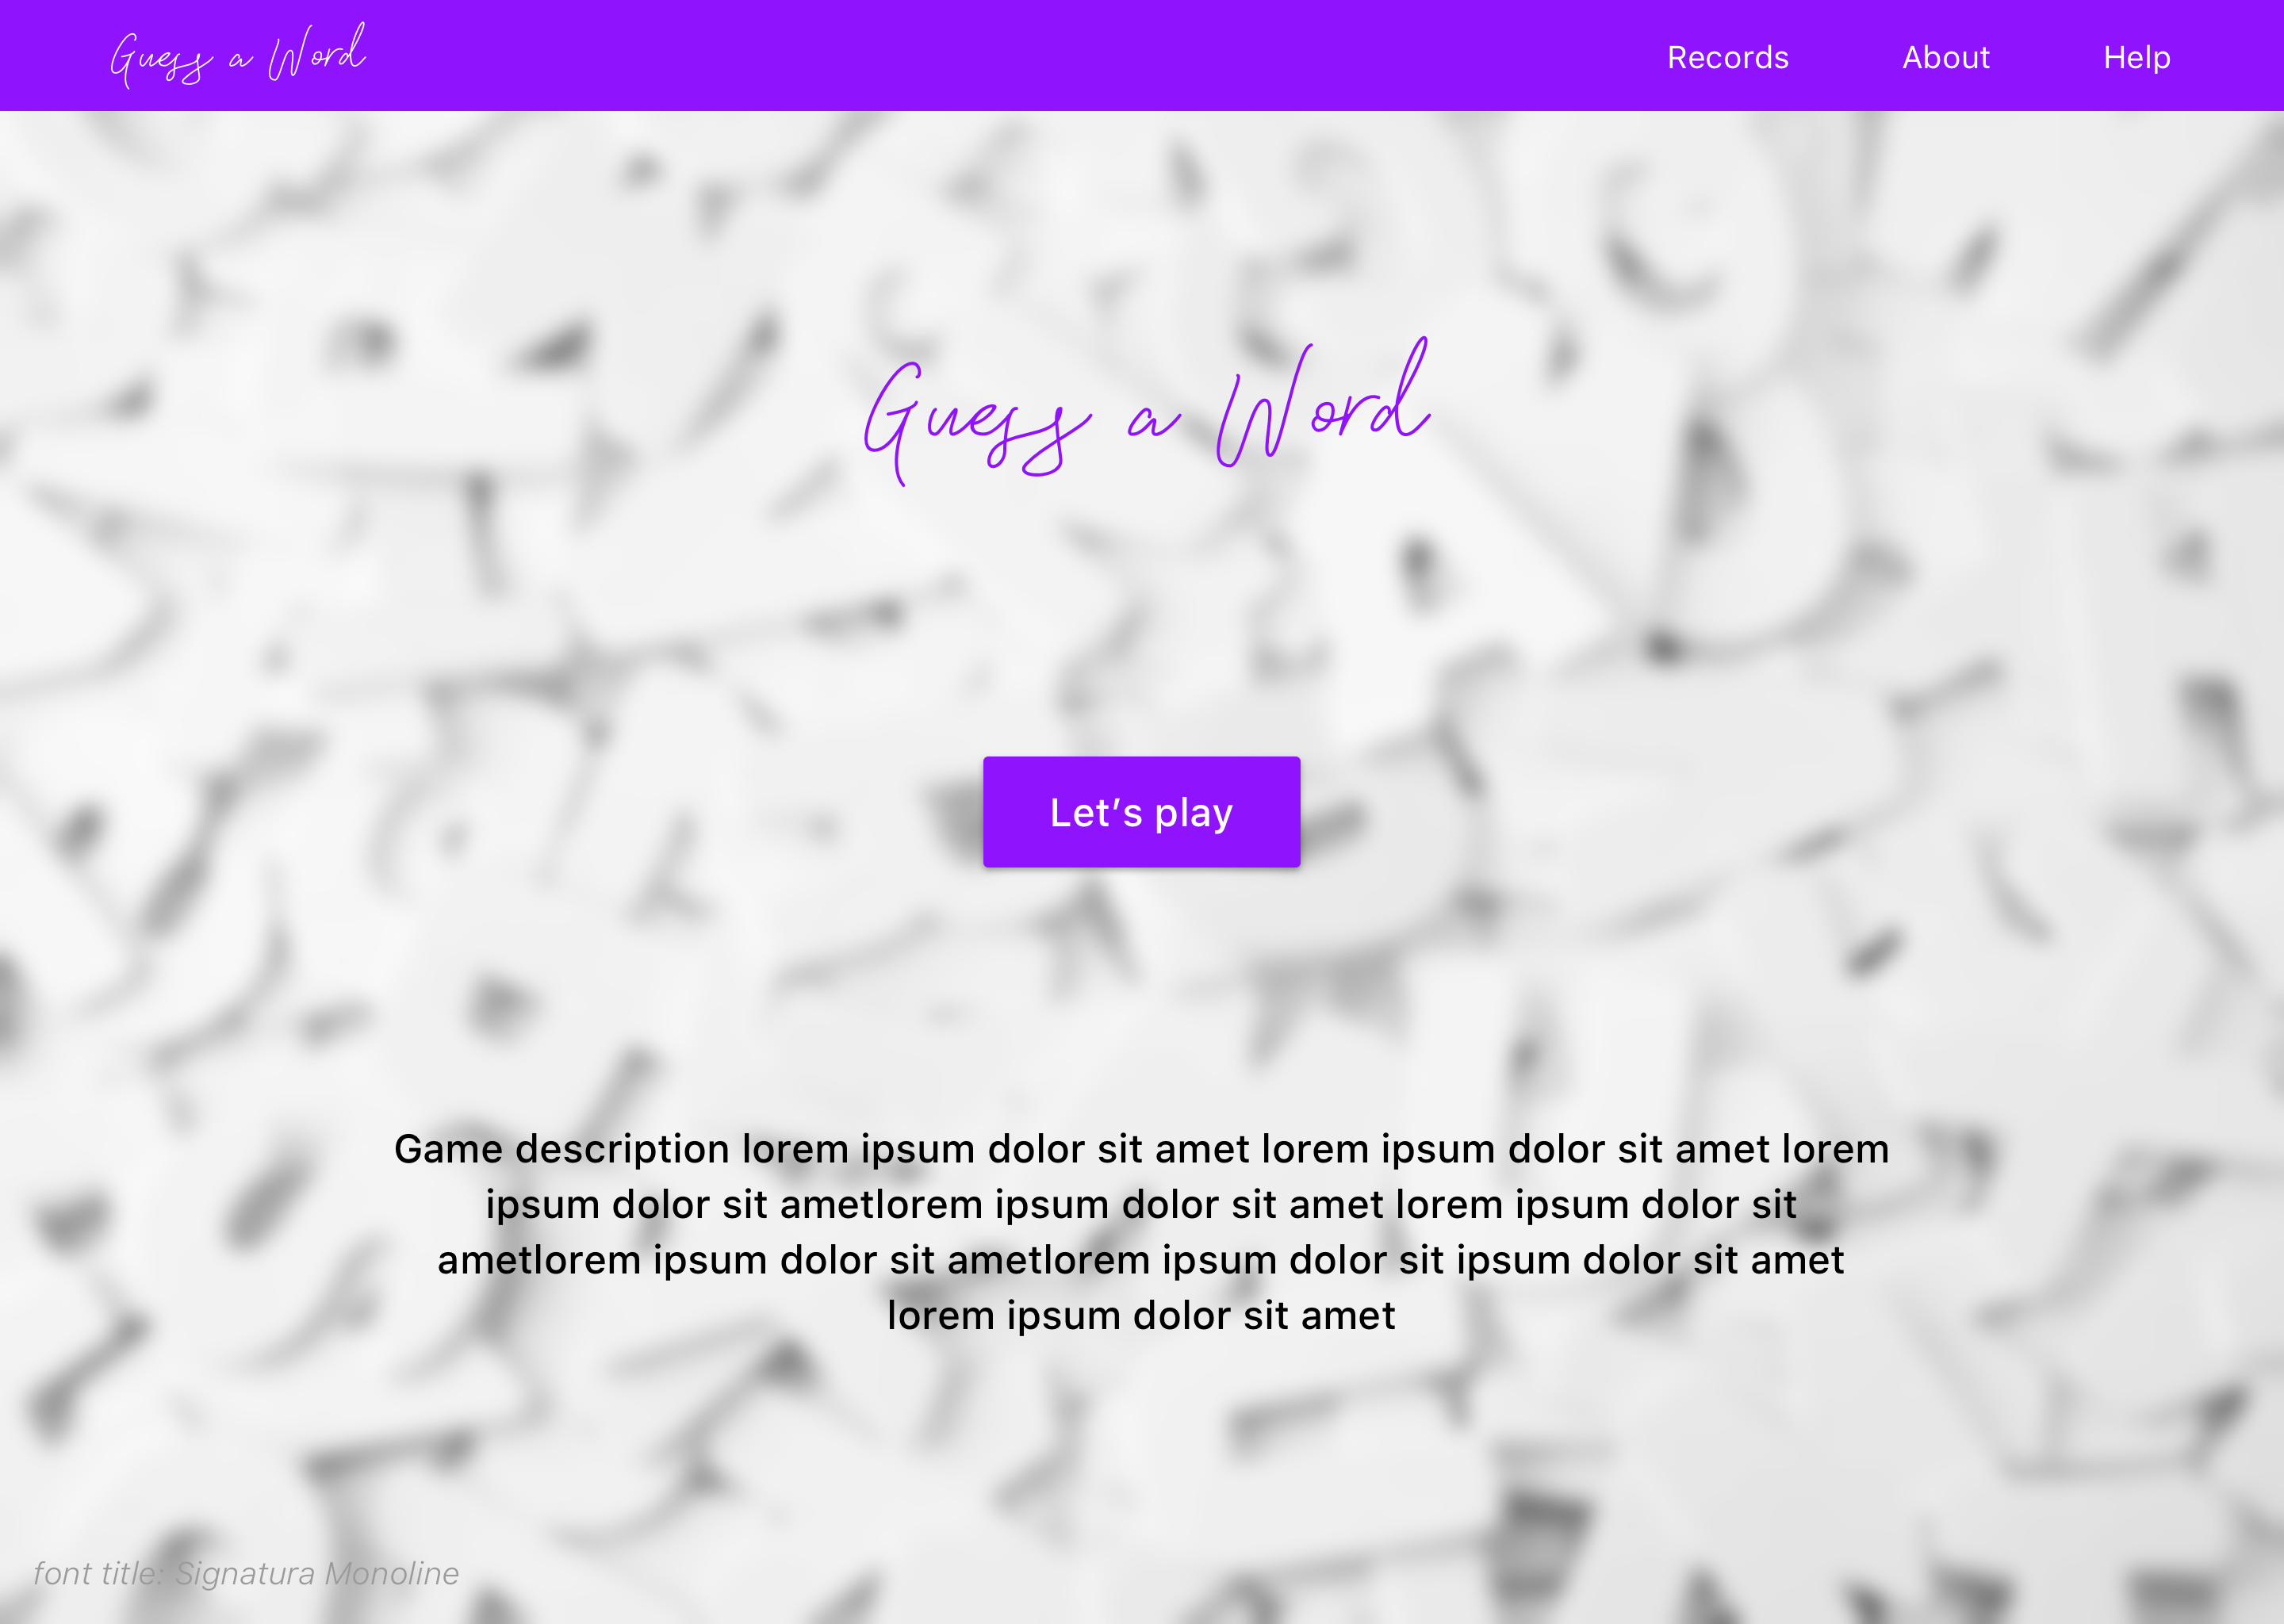 Guess a Word
Records About Help
Guess a Word
Let’s play
Game description lorem ipsum dolor sit amet lorem ipsum dolor sit amet lorem
ipsum dolor sit ametlorem ipsum dolor sit amet lorem ipsum dolor sit
ametlorem ipsum dolor sit ametlorem ipsum dolor sit ipsum dolor sit amet
lorem ipsum dolor sit amet
font title: Signatura Monoline